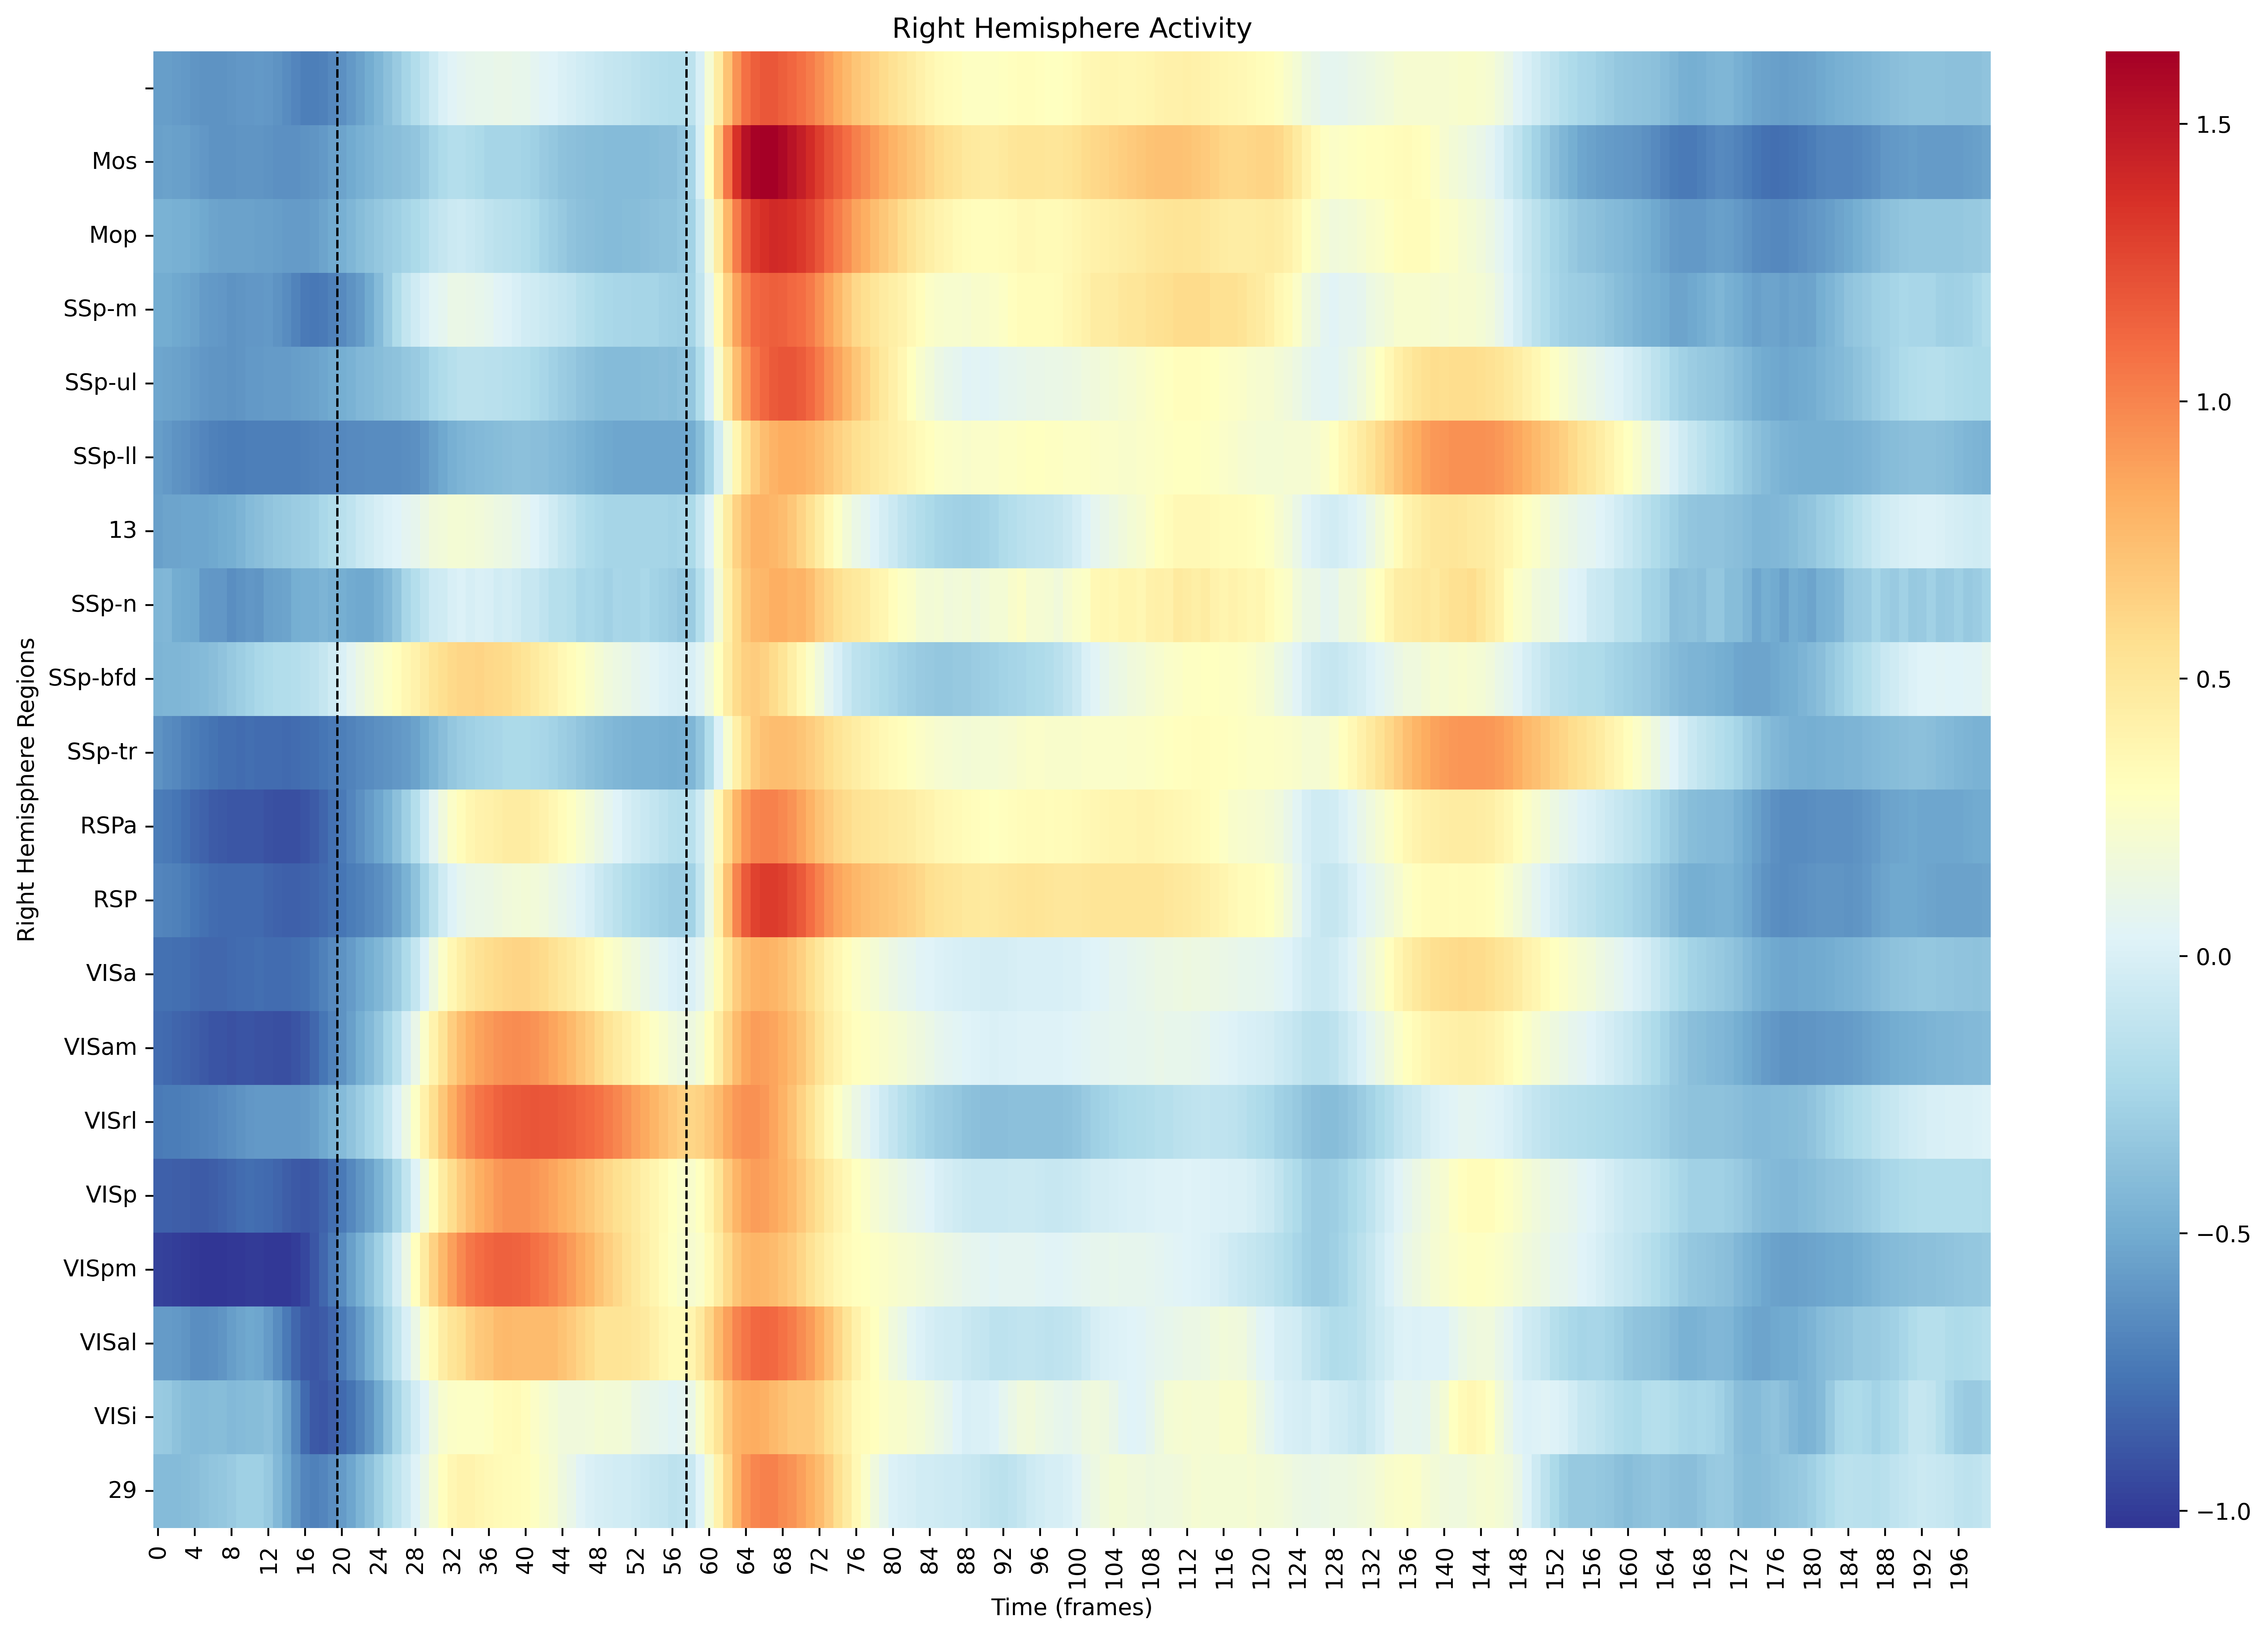 Right Hemisphere Activity
Right Hemisphere Regions
Mos
Mop
SSp-m
SSp-ul
SSp-ll
13
SSp-n
SSp-bfd
SSp-tr
RSPa
RSP
VISa
VISam
VISrl
VISp
VISpm
VISal
VISi
29
0 4 8 12 16 20 24 28 32 36 40 44 48 52 56 60 64 68 72 76 80 84 88 92 96 100 104 108 112 116 120 124 128 132 136 140 144 148 152 156 160 164 168 172 176 180 184 188 192 196
Time (frames)
1.5
1.0
0.5
0.0
−0.5
−1.0